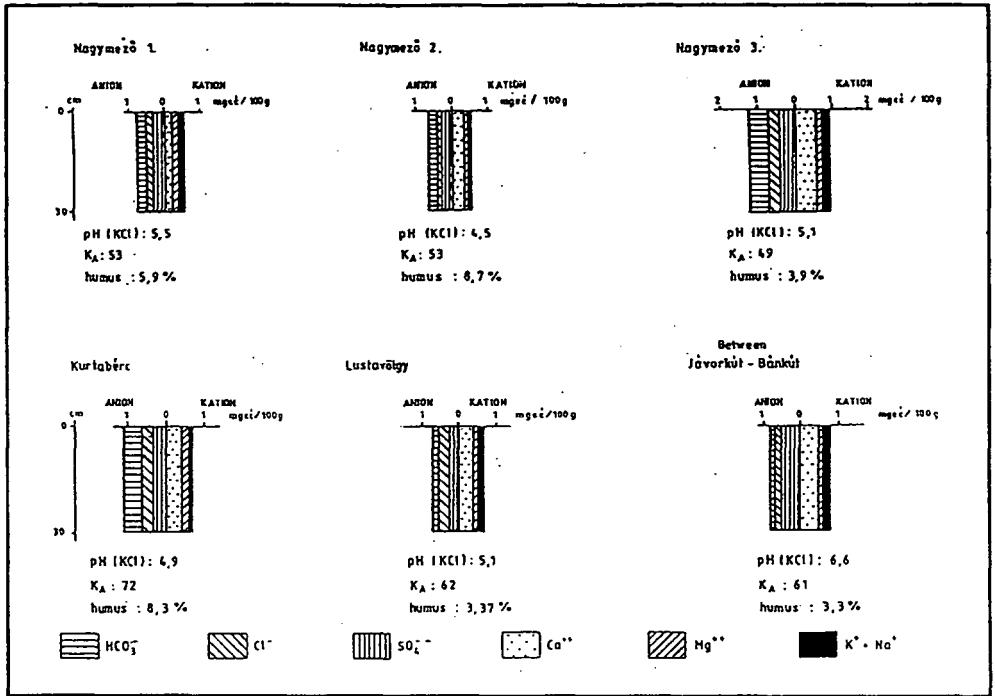 Nagymező 1.
ANION KATION
cm 1 0 1 mgeé/100g
0
30
pH (KCl): 5,5
KA: 53
humus : 5,9 %
Nagymező 2.
ANION KATION
1 0 1 mgeé/ 100g
pH (KCl): 4,5
KA: 53
humus : 8,7 %
Nagymező 3.
ANION KATION
2 1 0 1 2 mgeé / 100g
pH (KCl): 5,1
KA: 49
humus : 3,9 %
Kurtabérc
ANION KATION
cm 1 0 1 mgeé/100g
0
30
pH (KCl): 4,9
KA : 72
humus : 8,3 %
Lustavölgy
ANION KATION
1 0 1 mgeé/100g
pH (KCl): 5,1
KA : 62
humus : 3,37 %
Between
Jávorkút - Bánkút
ANION KATION
1 0 1 mgeé/ 100g
pH (KCl): 6,6
KA : 61
humus : 3,3 %
HCO3- Cl- SO4-- Ca++ Mg++ K+ + Na+